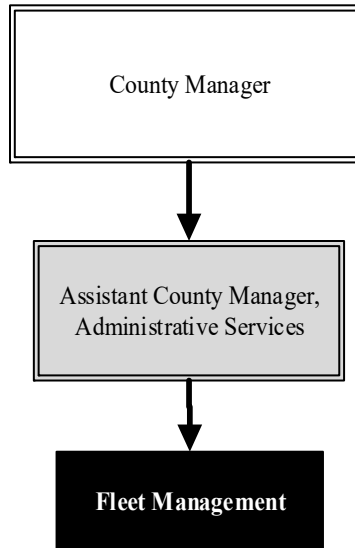 County Manager
Assistant County Manager,
Administrative Services
Fleet Management